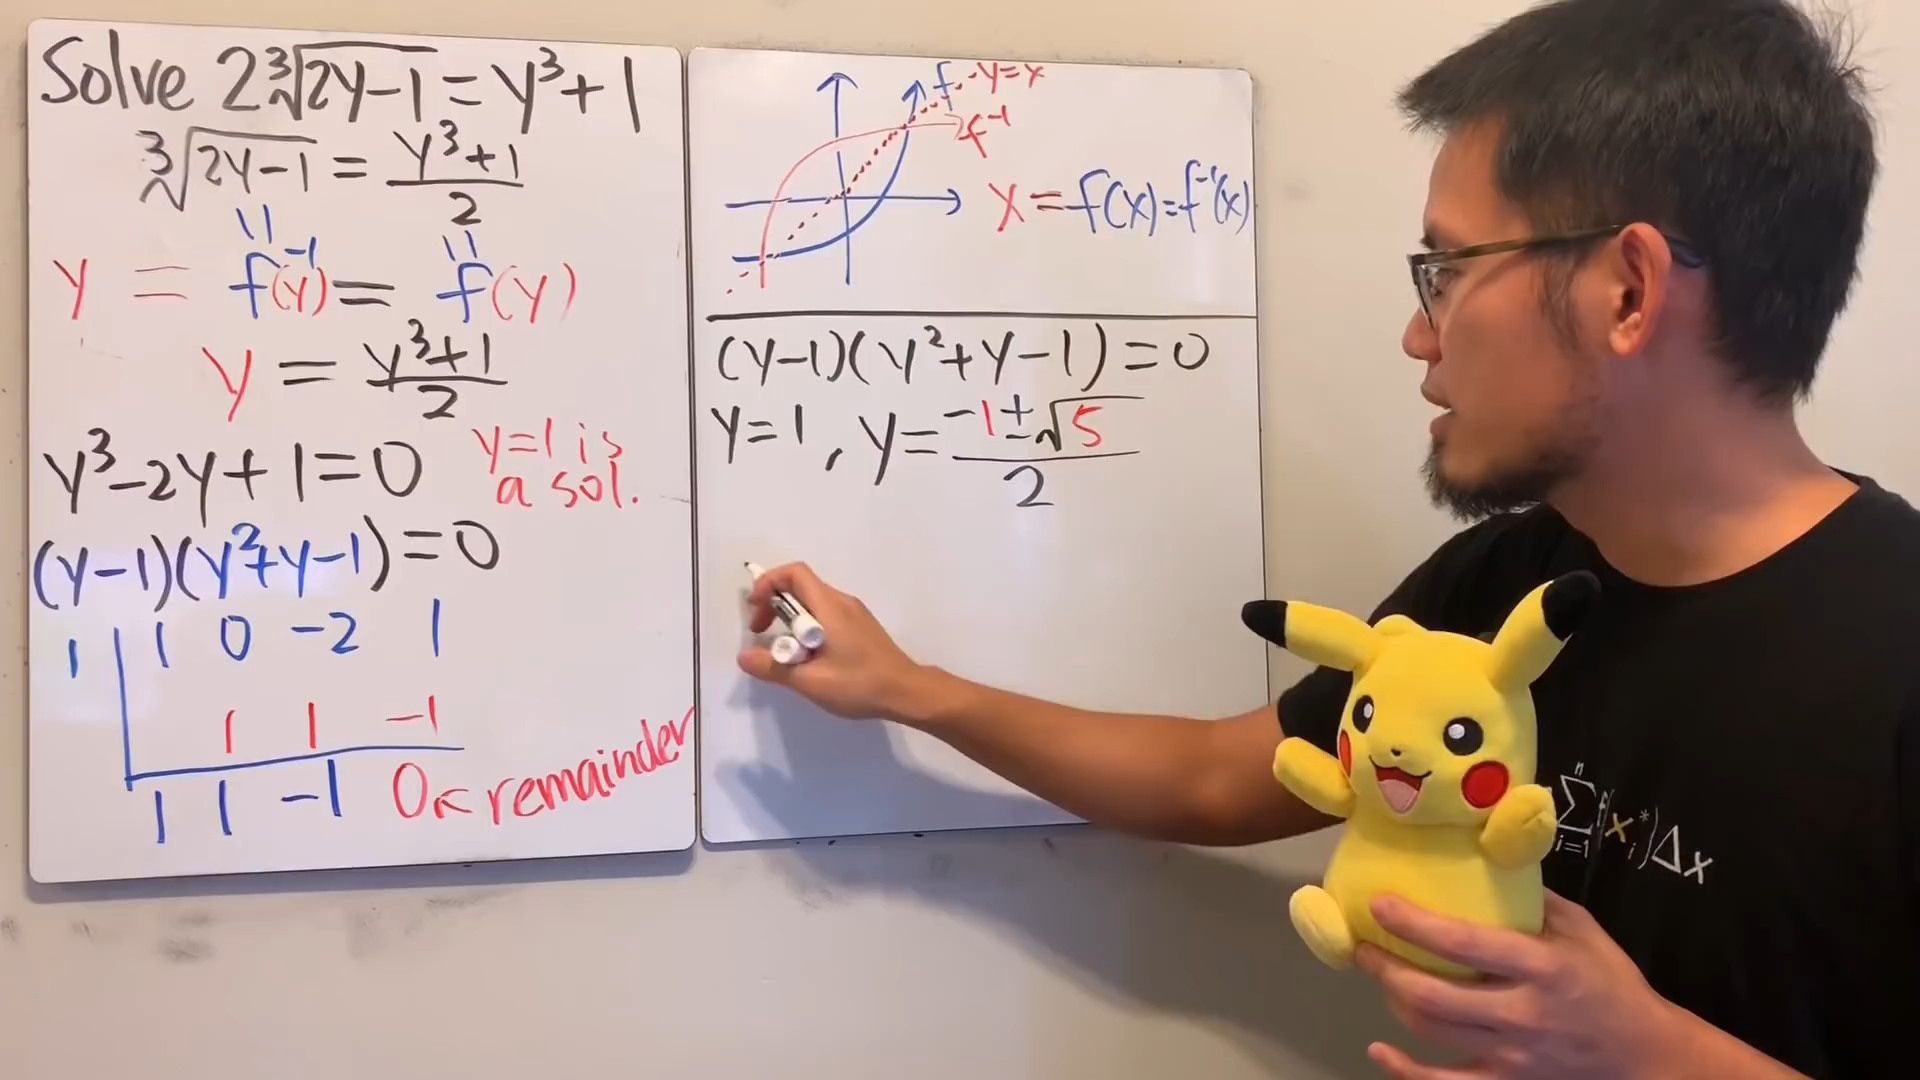 Solve 2∛(2y-1) = y³+1
∛(2y-1) = (y³+1)/2
y = f⁻¹(y) = f(y)
y = (y³+1)/2
y³-2y+1=0
y=1 is
a sol.
(y-1)(y²+y-1)=0
1 | 1 0 -2 1
1 1 -1
1 1 -1 0 ← remainder
f y=x
f⁻¹
x = f(x) = f⁻¹(x)
(y-1)(y²+y-1)=0
y=1, y = (-1±√5)/2
n
∑ f(x*ᵢ)Δx
i=1